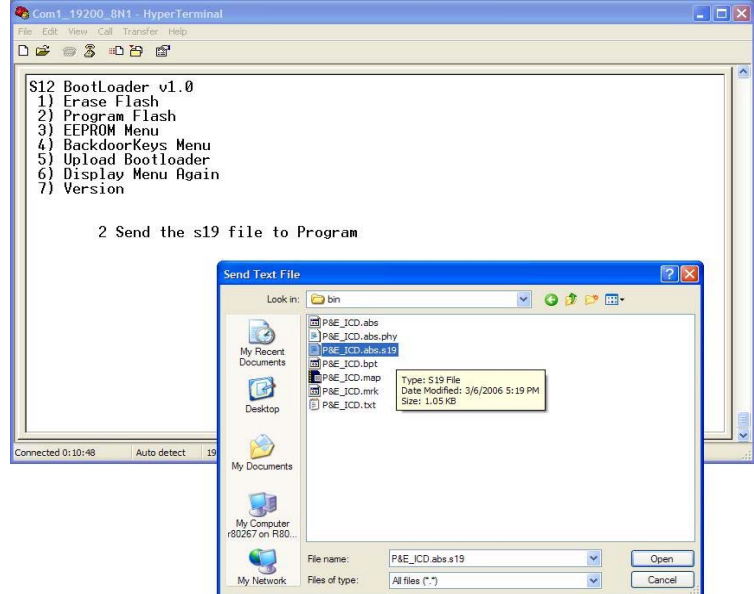 Com1_19200_8N1 - HyperTerminal
File Edit View Call Transfer Help
S12 BootLoader v1.0
1) Erase Flash
2) Program Flash
3) EEPROM Menu
4) BackdoorKeys Menu
5) Upload Bootloader
6) Display Menu Again
7) Version
2 Send the s19 file to Program
Send Text File
Look in: bin
P&E_ICD.abs
P&E_ICD.abs.phy
P&E_ICD.abs.s19
P&E_ICD.bpt
P&E_ICD.map
P&E_ICD.mrk
P&E_ICD.txt
Type: S19 File
Date Modified: 3/6/2006 5:19 PM
Size: 1.05 KB
My Recent
Documents
Desktop
My Documents
My Computer
r80267 on R80...
My Network
File name: P&E_ICD.abs.s19 Open
Files of type: All files (*.*) Cancel
Connected 0:10:48 Auto detect 19